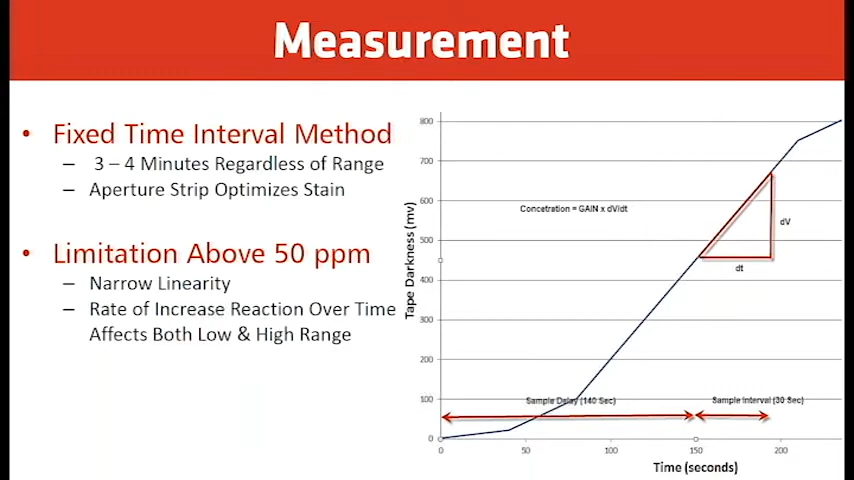 Measurement
• Fixed Time Interval Method
– 3 – 4 Minutes Regardless of Range
– Aperture Strip Optimizes Stain
• Limitation Above 50 ppm
– Narrow Linearity
– Rate of Increase Reaction Over Time
Affects Both Low & High Range
Tape Darkness (mv)
800
700
600
500
400
300
200
100
0
Concetration = GAIN x dV/dt
dV
dt
Sample Delay (140 Sec)
Sample Interval (30 Sec)
0
50
100
150
200
Time (seconds)